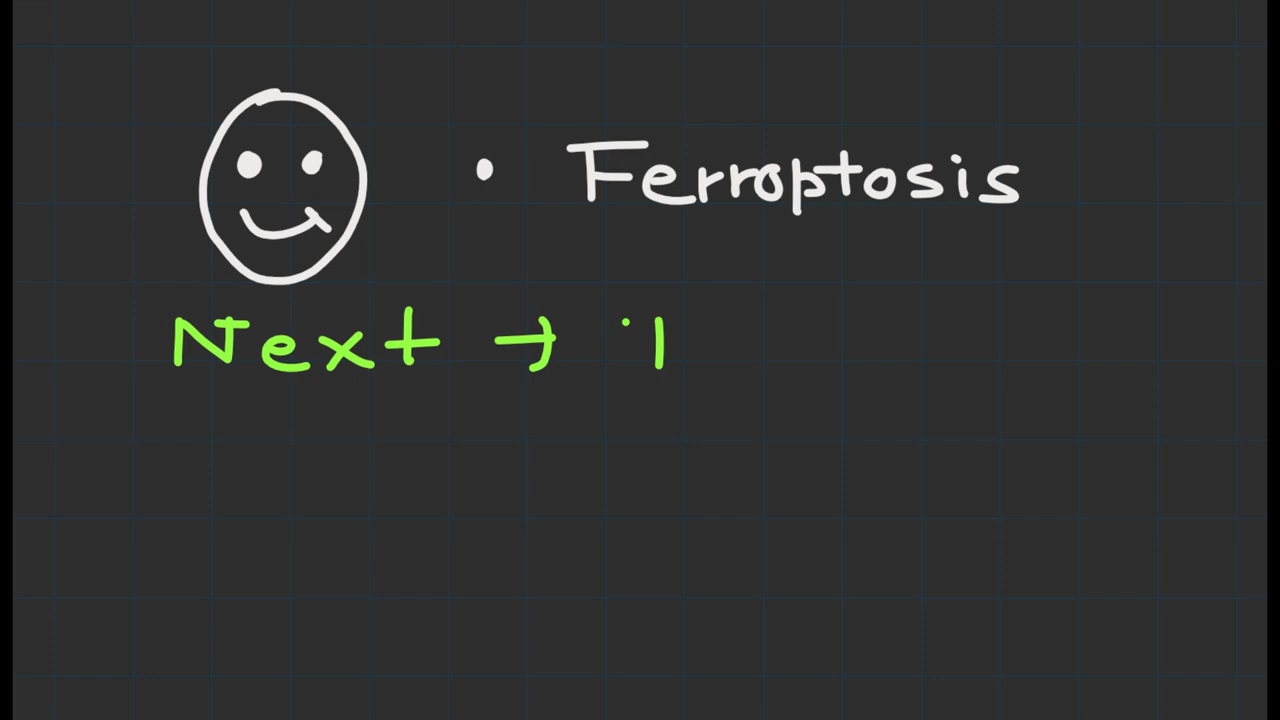 • Ferroptosis
Next →